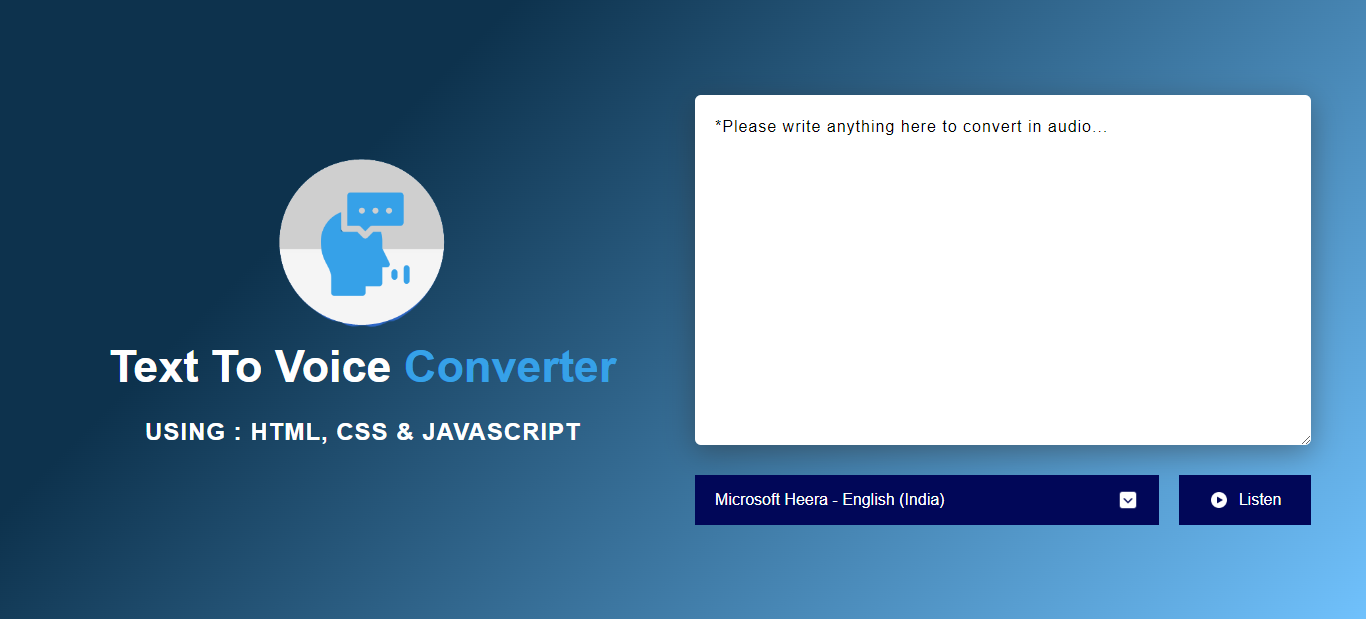 Text To Voice Converter
USING : HTML, CSS & JAVASCRIPT
*Please write anything here to convert in audio...
Microsoft Heera - English (India)
Listen